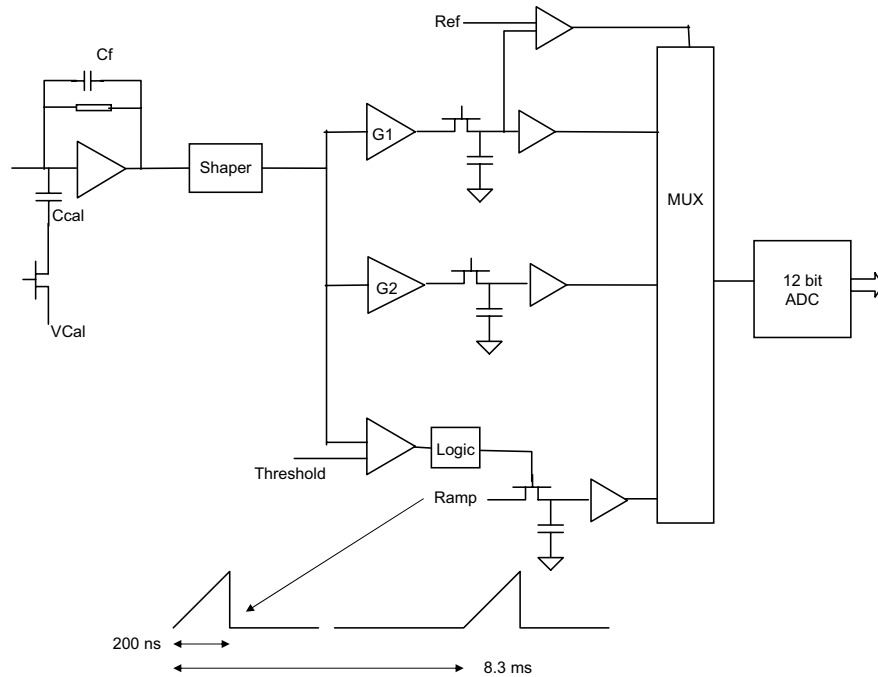 Ref
Cf
G1
Shaper
MUX
Ccal
12 bit
ADC
G2
VCal
Logic
Threshold
Ramp
200 ns
8.3 ms